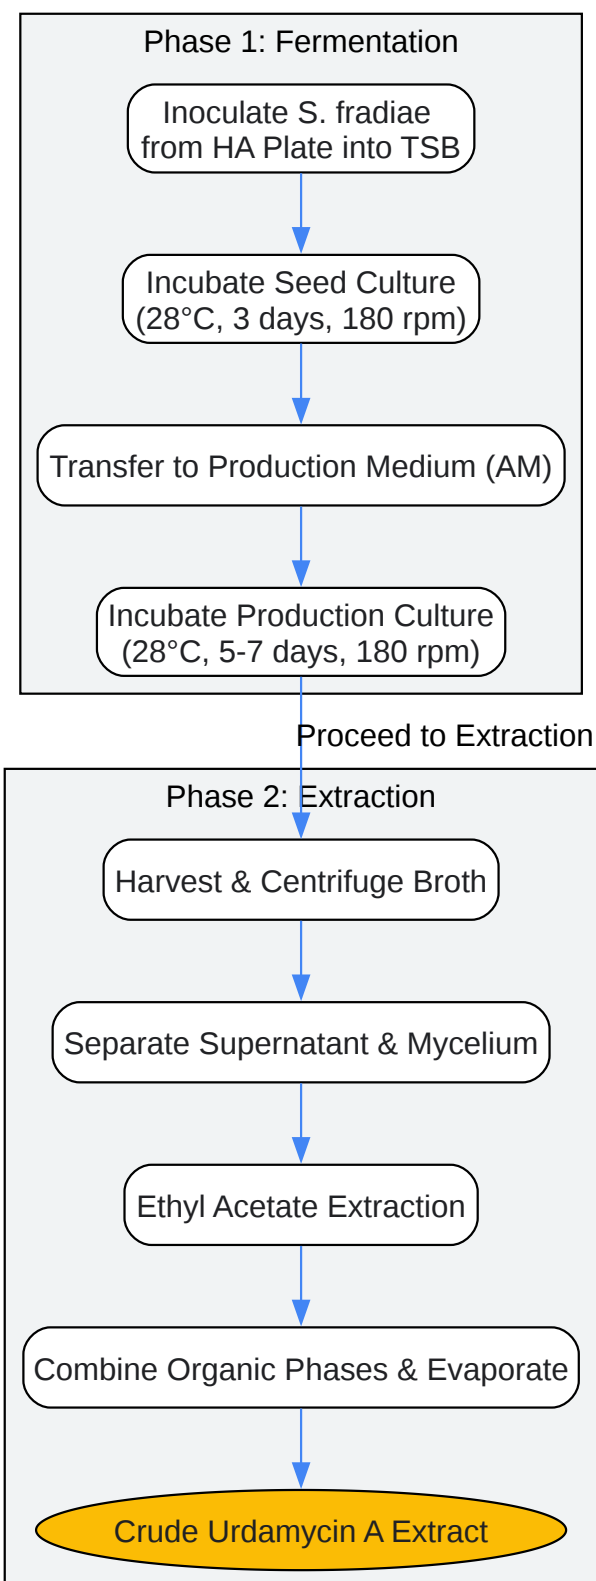 Phase 1: Fermentation
Inoculate S. fradiae
from HA Plate into TSB
Incubate Seed Culture
(28°C, 3 days, 180 rpm)
Transfer to Production Medium (AM)
Incubate Production Culture
(28°C, 5-7 days, 180 rpm)
Proceed to Extraction
Phase 2: Extraction
Harvest & Centrifuge Broth
Separate Supernatant & Mycelium
Ethyl Acetate Extraction
Combine Organic Phases & Evaporate
Crude Urdamycin A Extract